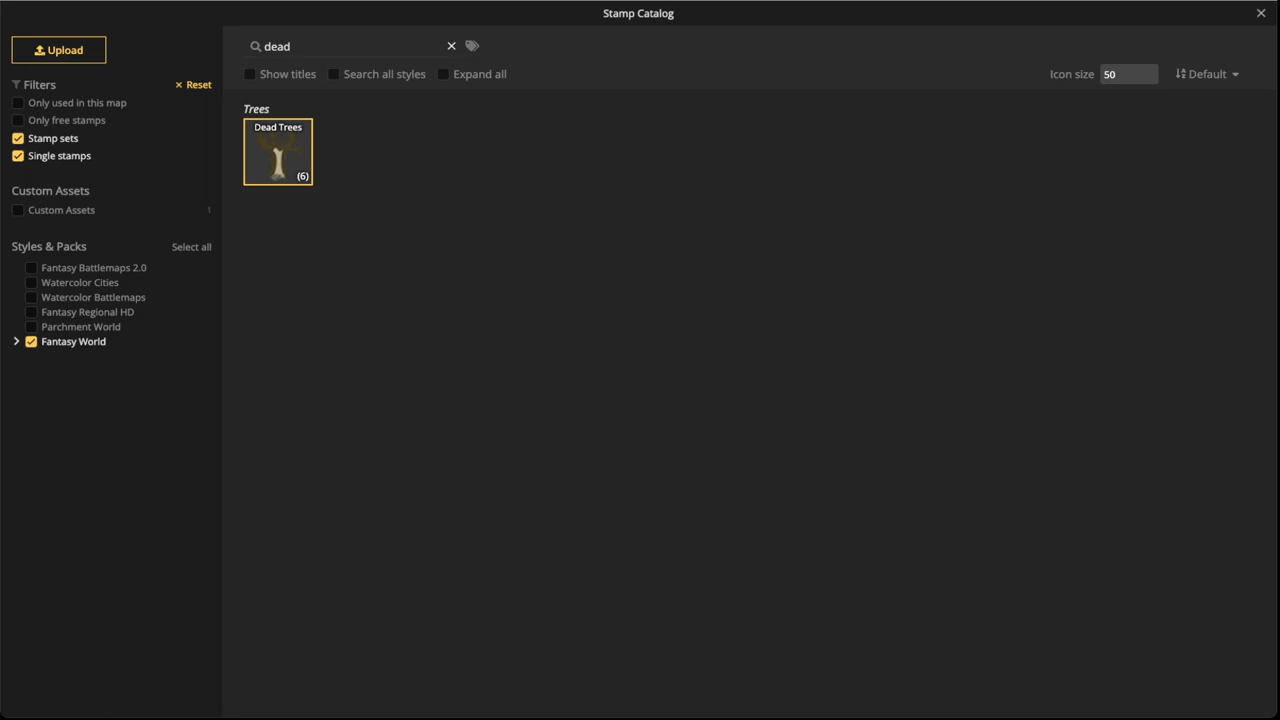 Stamp Catalog
Upload
dead
Filters
Reset
Only used in this map
Only free stamps
Stamp sets
Single stamps
Custom Assets
Custom Assets 1
Styles & Packs Select all
Fantasy Battlemaps 2.0
Watercolor Cities
Watercolor Battlemaps
Fantasy Regional HD
Parchment World
Fantasy World
Show titles Search all styles Expand all
Icon size 50 Default
Trees
Dead Trees
(6)